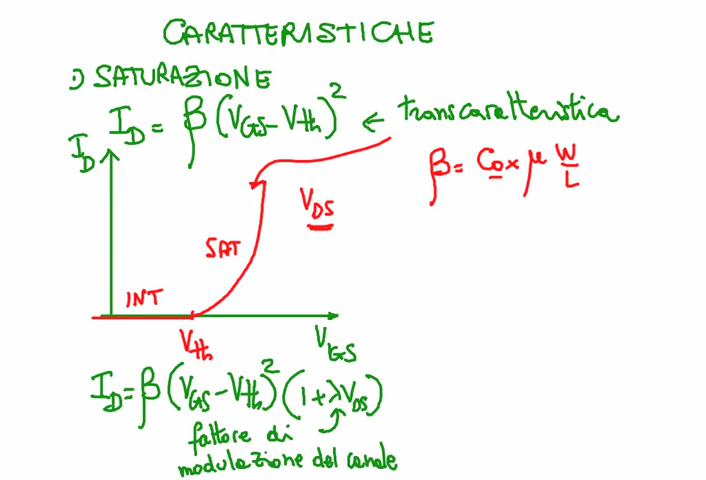 CARATTERISTICHE
1) SATURAZIONE
I_D = β (V_GS - V_th)² ← transcaratteristica
I_D
β = Cox μ W/L
V_DS
SAT
INT
V_th
V_GS
I_D = β (V_GS - V_th)² (1 + λV_DS)
fattore di
modulazione del canale